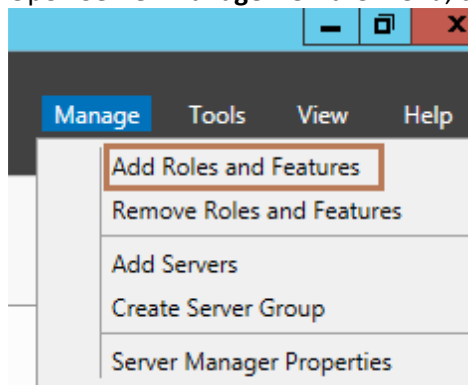 Manage Tools View Help
Add Roles and Features
Remove Roles and Features
Add Servers
Create Server Group
Server Manager Properties